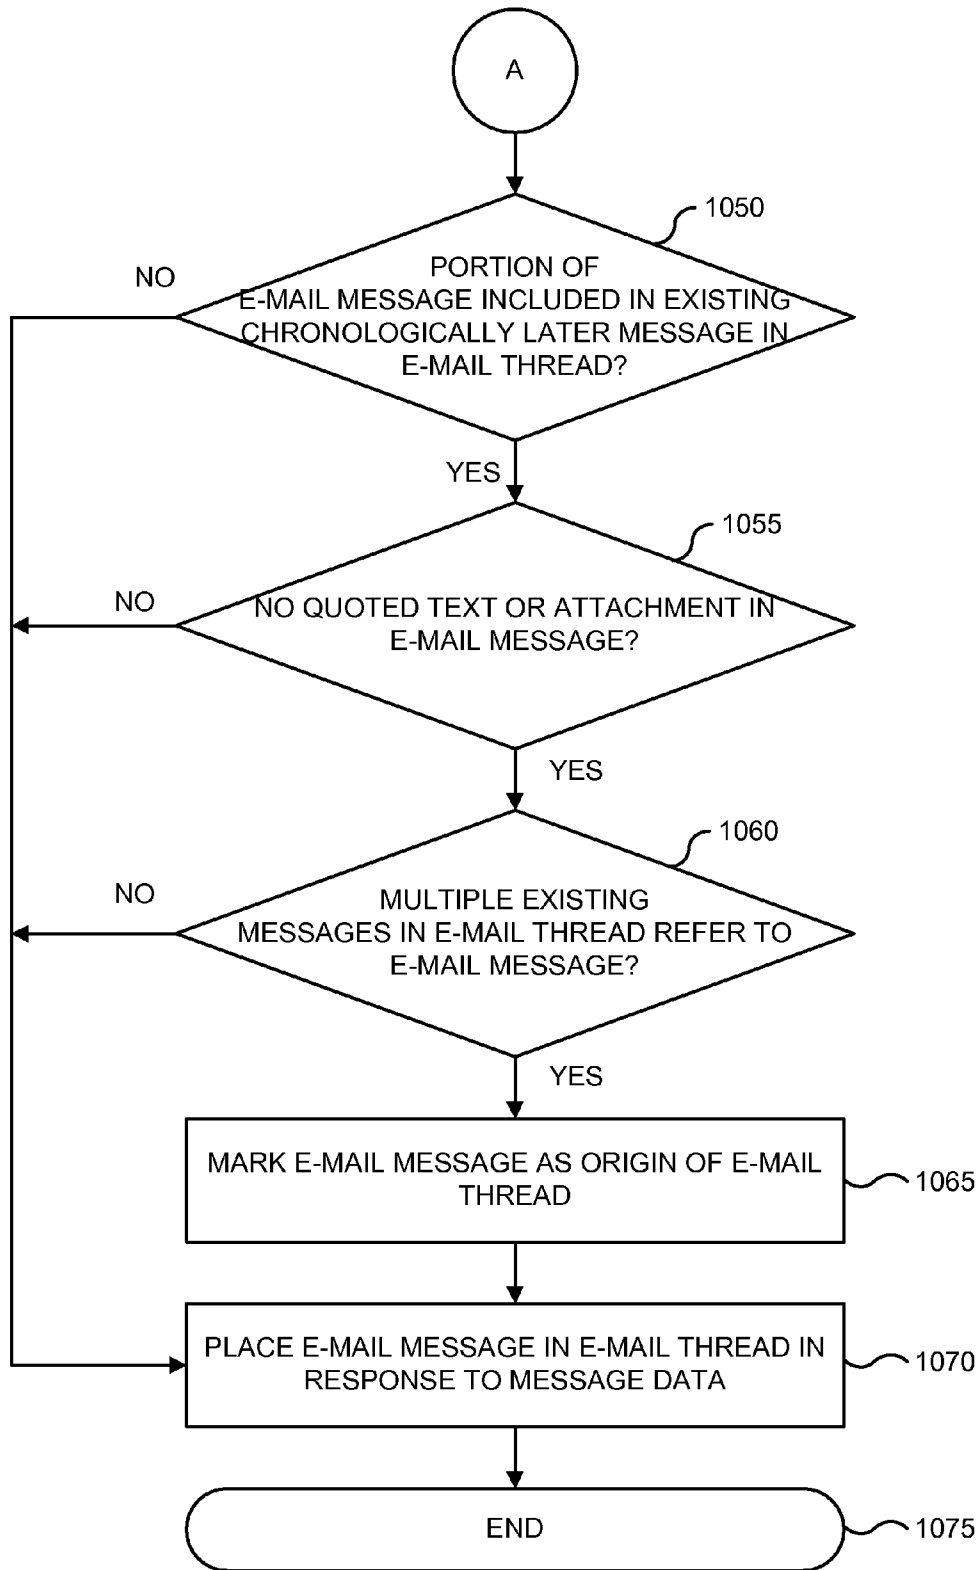 A
1050
NO
PORTION OF
E-MAIL MESSAGE INCLUDED IN EXISTING
CHRONOLOGICALLY LATER MESSAGE IN
E-MAIL THREAD?
YES
1055
NO
NO QUOTED TEXT OR ATTACHMENT IN
E-MAIL MESSAGE?
YES
1060
NO
MULTIPLE EXISTING
MESSAGES IN E-MAIL THREAD REFER TO
E-MAIL MESSAGE?
YES
MARK E-MAIL MESSAGE AS ORIGIN OF E-MAIL
THREAD
1065
PLACE E-MAIL MESSAGE IN E-MAIL THREAD IN
RESPONSE TO MESSAGE DATA
1070
END
1075